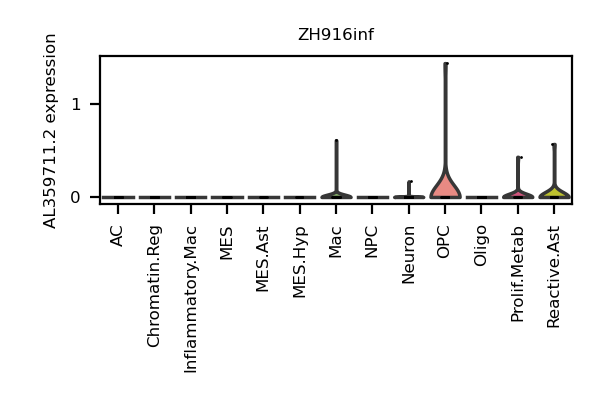 ZH916inf
AL359711.2 expression
1
0
AC
Chromatin.Reg
Inflammatory.Mac
MES
MES.Ast
MES.Hyp
Mac
NPC
Neuron
OPC
Oligo
Prolif.Metab
Reactive.Ast